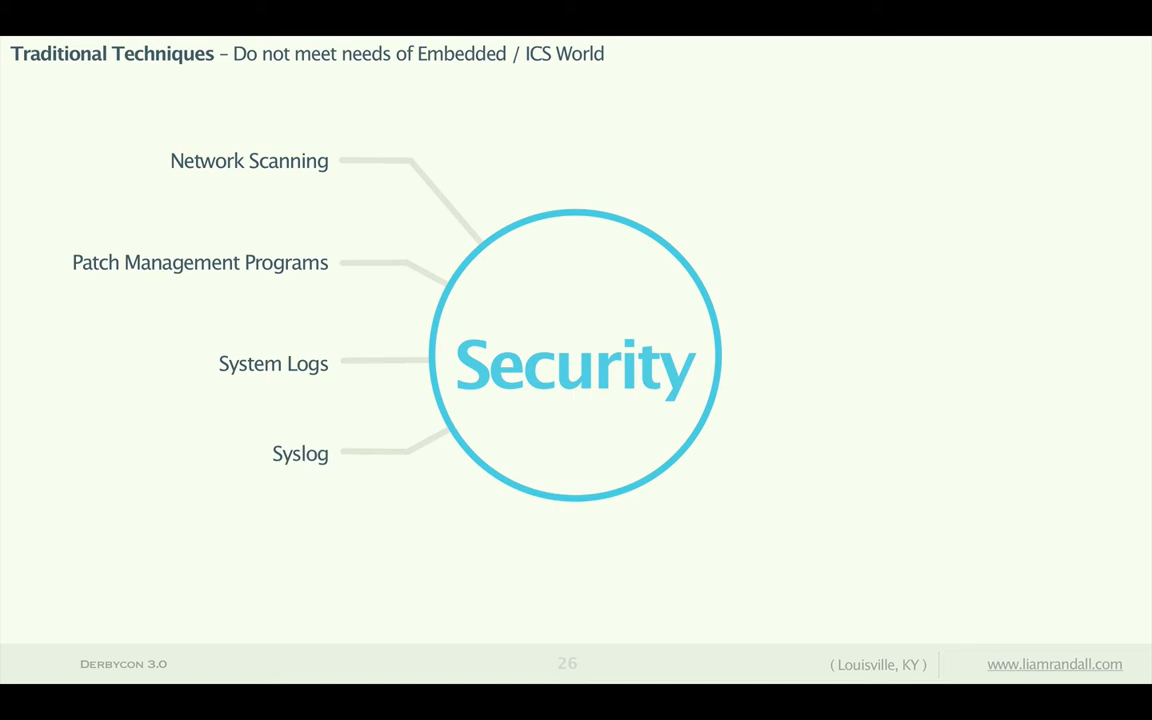 Traditional Techniques – Do not meet needs of Embedded / ICS World
Network Scanning
Patch Management Programs
System Logs
Syslog
Security
Derbycon 3.0
26
( Louisville, KY )
www.liamrandall.com